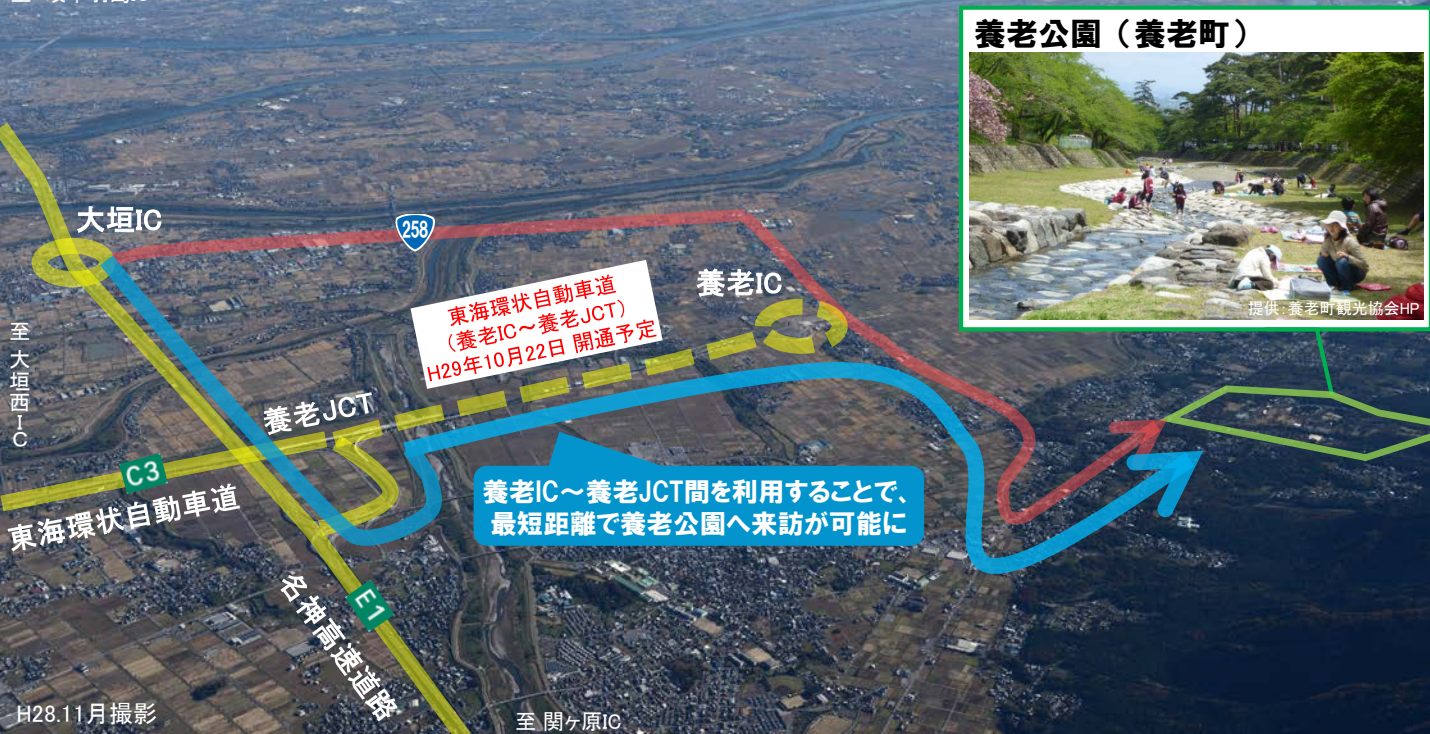 養老公園（養老町）
提供:養老町観光協会HP
大垣IC
258
養老IC
東海環状自動車道
（養老IC～養老JCT）
H29年10月22日 開通予定
至 大垣西IC
養老JCT
C3
東海環状自動車道
養老IC～養老JCT間を利用することで、
最短距離で養老公園へ来訪が可能に
E1
名神高速道路
H28.11月撮影
至 関ヶ原IC